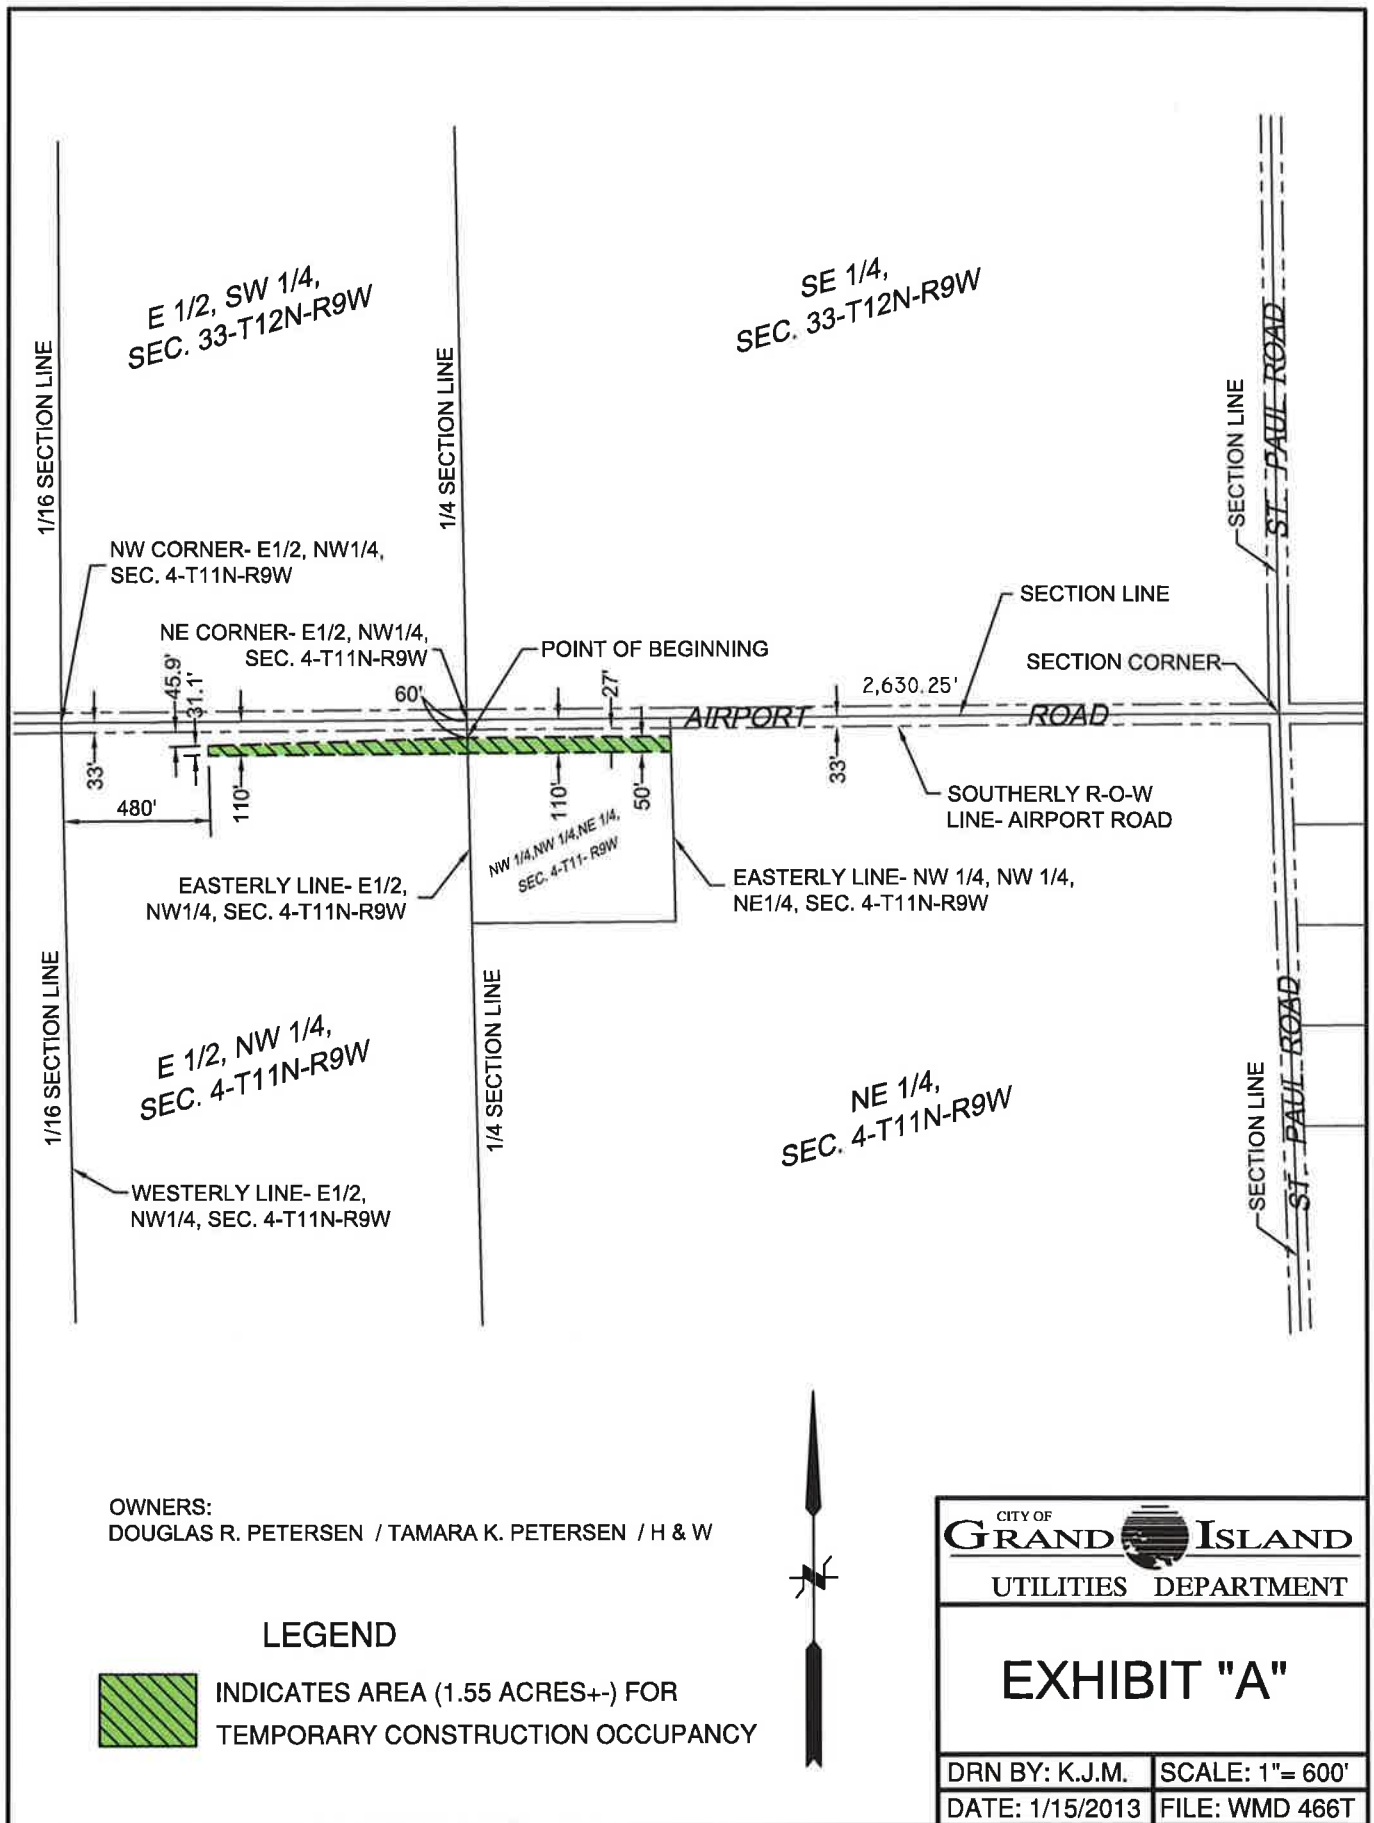 E 1/2, SW 1/4,
SEC. 33-T12N-R9W
SE 1/4,
SEC. 33-T12N-R9W
1/16 SECTION LINE
1/4 SECTION LINE
SECTION LINE
ST. PAUL ROAD
NW CORNER- E1/2, NW1/4,
SEC. 4-T11N-R9W
NE CORNER- E1/2, NW1/4,
SEC. 4-T11N-R9W
POINT OF BEGINNING
SECTION LINE
SECTION CORNER
45.9'
31.1'
60'
27'
2,630.25'
AIRPORT ROAD
33'
110'
110'
50'
33'
480'
SOUTHERLY R-O-W
LINE- AIRPORT ROAD
NW 1/4,NW 1/4,NE 1/4,
SEC. 4-T11- R9W
EASTERLY LINE- E1/2,
NW1/4, SEC. 4-T11N-R9W
EASTERLY LINE- NW 1/4, NW 1/4,
NE1/4, SEC. 4-T11N-R9W
1/16 SECTION LINE
1/4 SECTION LINE
E 1/2, NW 1/4,
SEC. 4-T11N-R9W
NE 1/4,
SEC. 4-T11N-R9W
SECTION LINE
ST. PAUL ROAD
WESTERLY LINE- E1/2,
NW1/4, SEC. 4-T11N-R9W
N
OWNERS:
DOUGLAS R. PETERSEN / TAMARA K. PETERSEN / H & W
LEGEND
INDICATES AREA (1.55 ACRES+-) FOR
TEMPORARY CONSTRUCTION OCCUPANCY
CITY OF
GRAND ISLAND
UTILITIES DEPARTMENT
EXHIBIT "A"
DRN BY: K.J.M.
SCALE: 1"= 600'
DATE: 1/15/2013
FILE: WMD 466T